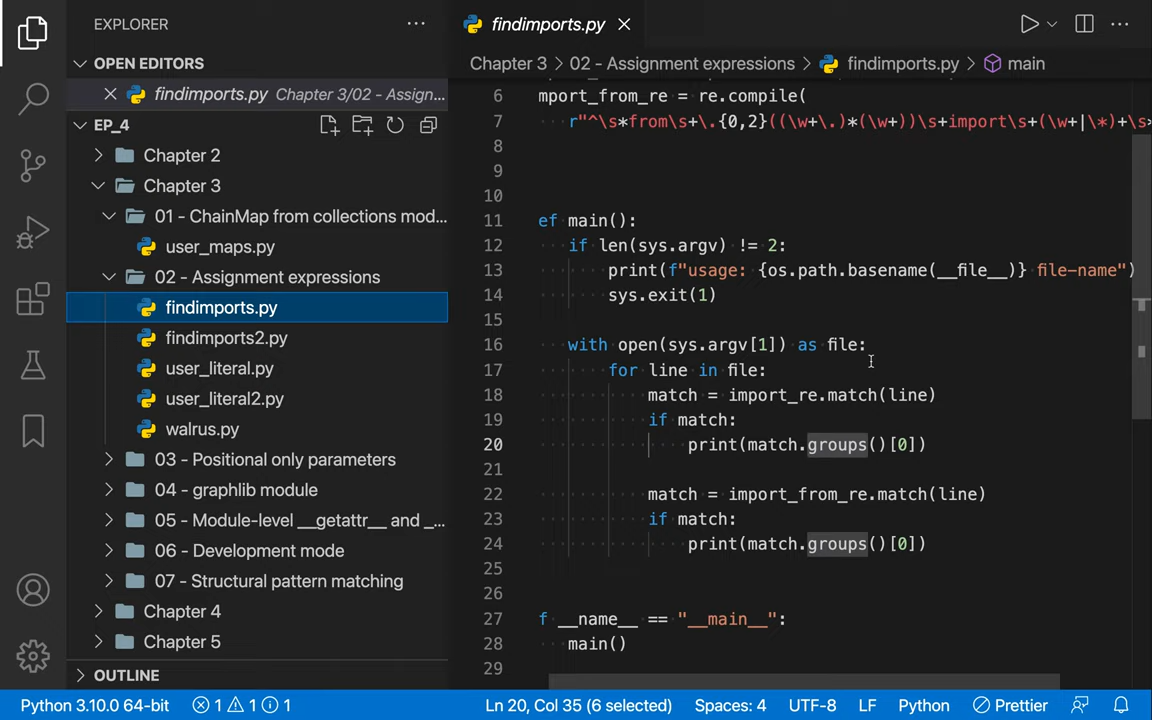 EXPLORER
OPEN EDITORS
findimports.py Chapter 3/02 - Assign...
EP_4
Chapter 2
Chapter 3
01 - ChainMap from collections mod...
user_maps.py
02 - Assignment expressions
findimports.py
findimports2.py
user_literal.py
user_literal2.py
walrus.py
03 - Positional only parameters
04 - graphlib module
05 - Module-level __getattr__ and _...
06 - Development mode
07 - Structural pattern matching
Chapter 4
Chapter 5
OUTLINE
findimports.py
Chapter 3 > 02 - Assignment expressions > findimports.py > main
6 mport_from_re = re.compile(
7 r"^\s*from\s+\.{0,2}((\w+\.)*(\w+))\s+import\s+(\w+|\*)+\s*
8
9
10
11 ef main():
12 if len(sys.argv) != 2:
13 print(f"usage: {os.path.basename(__file__)} file-name")
14 sys.exit(1)
15
16 with open(sys.argv[1]) as file:
17 for line in file:
18 match = import_re.match(line)
19 if match:
20 print(match.groups()[0])
21
22 match = import_from_re.match(line)
23 if match:
24 print(match.groups()[0])
25
26
27 f __name__ == "__main__":
28 main()
29
Python 3.10.0 64-bit 1 1 1 Ln 20, Col 35 (6 selected) Spaces: 4 UTF-8 LF Python Prettier